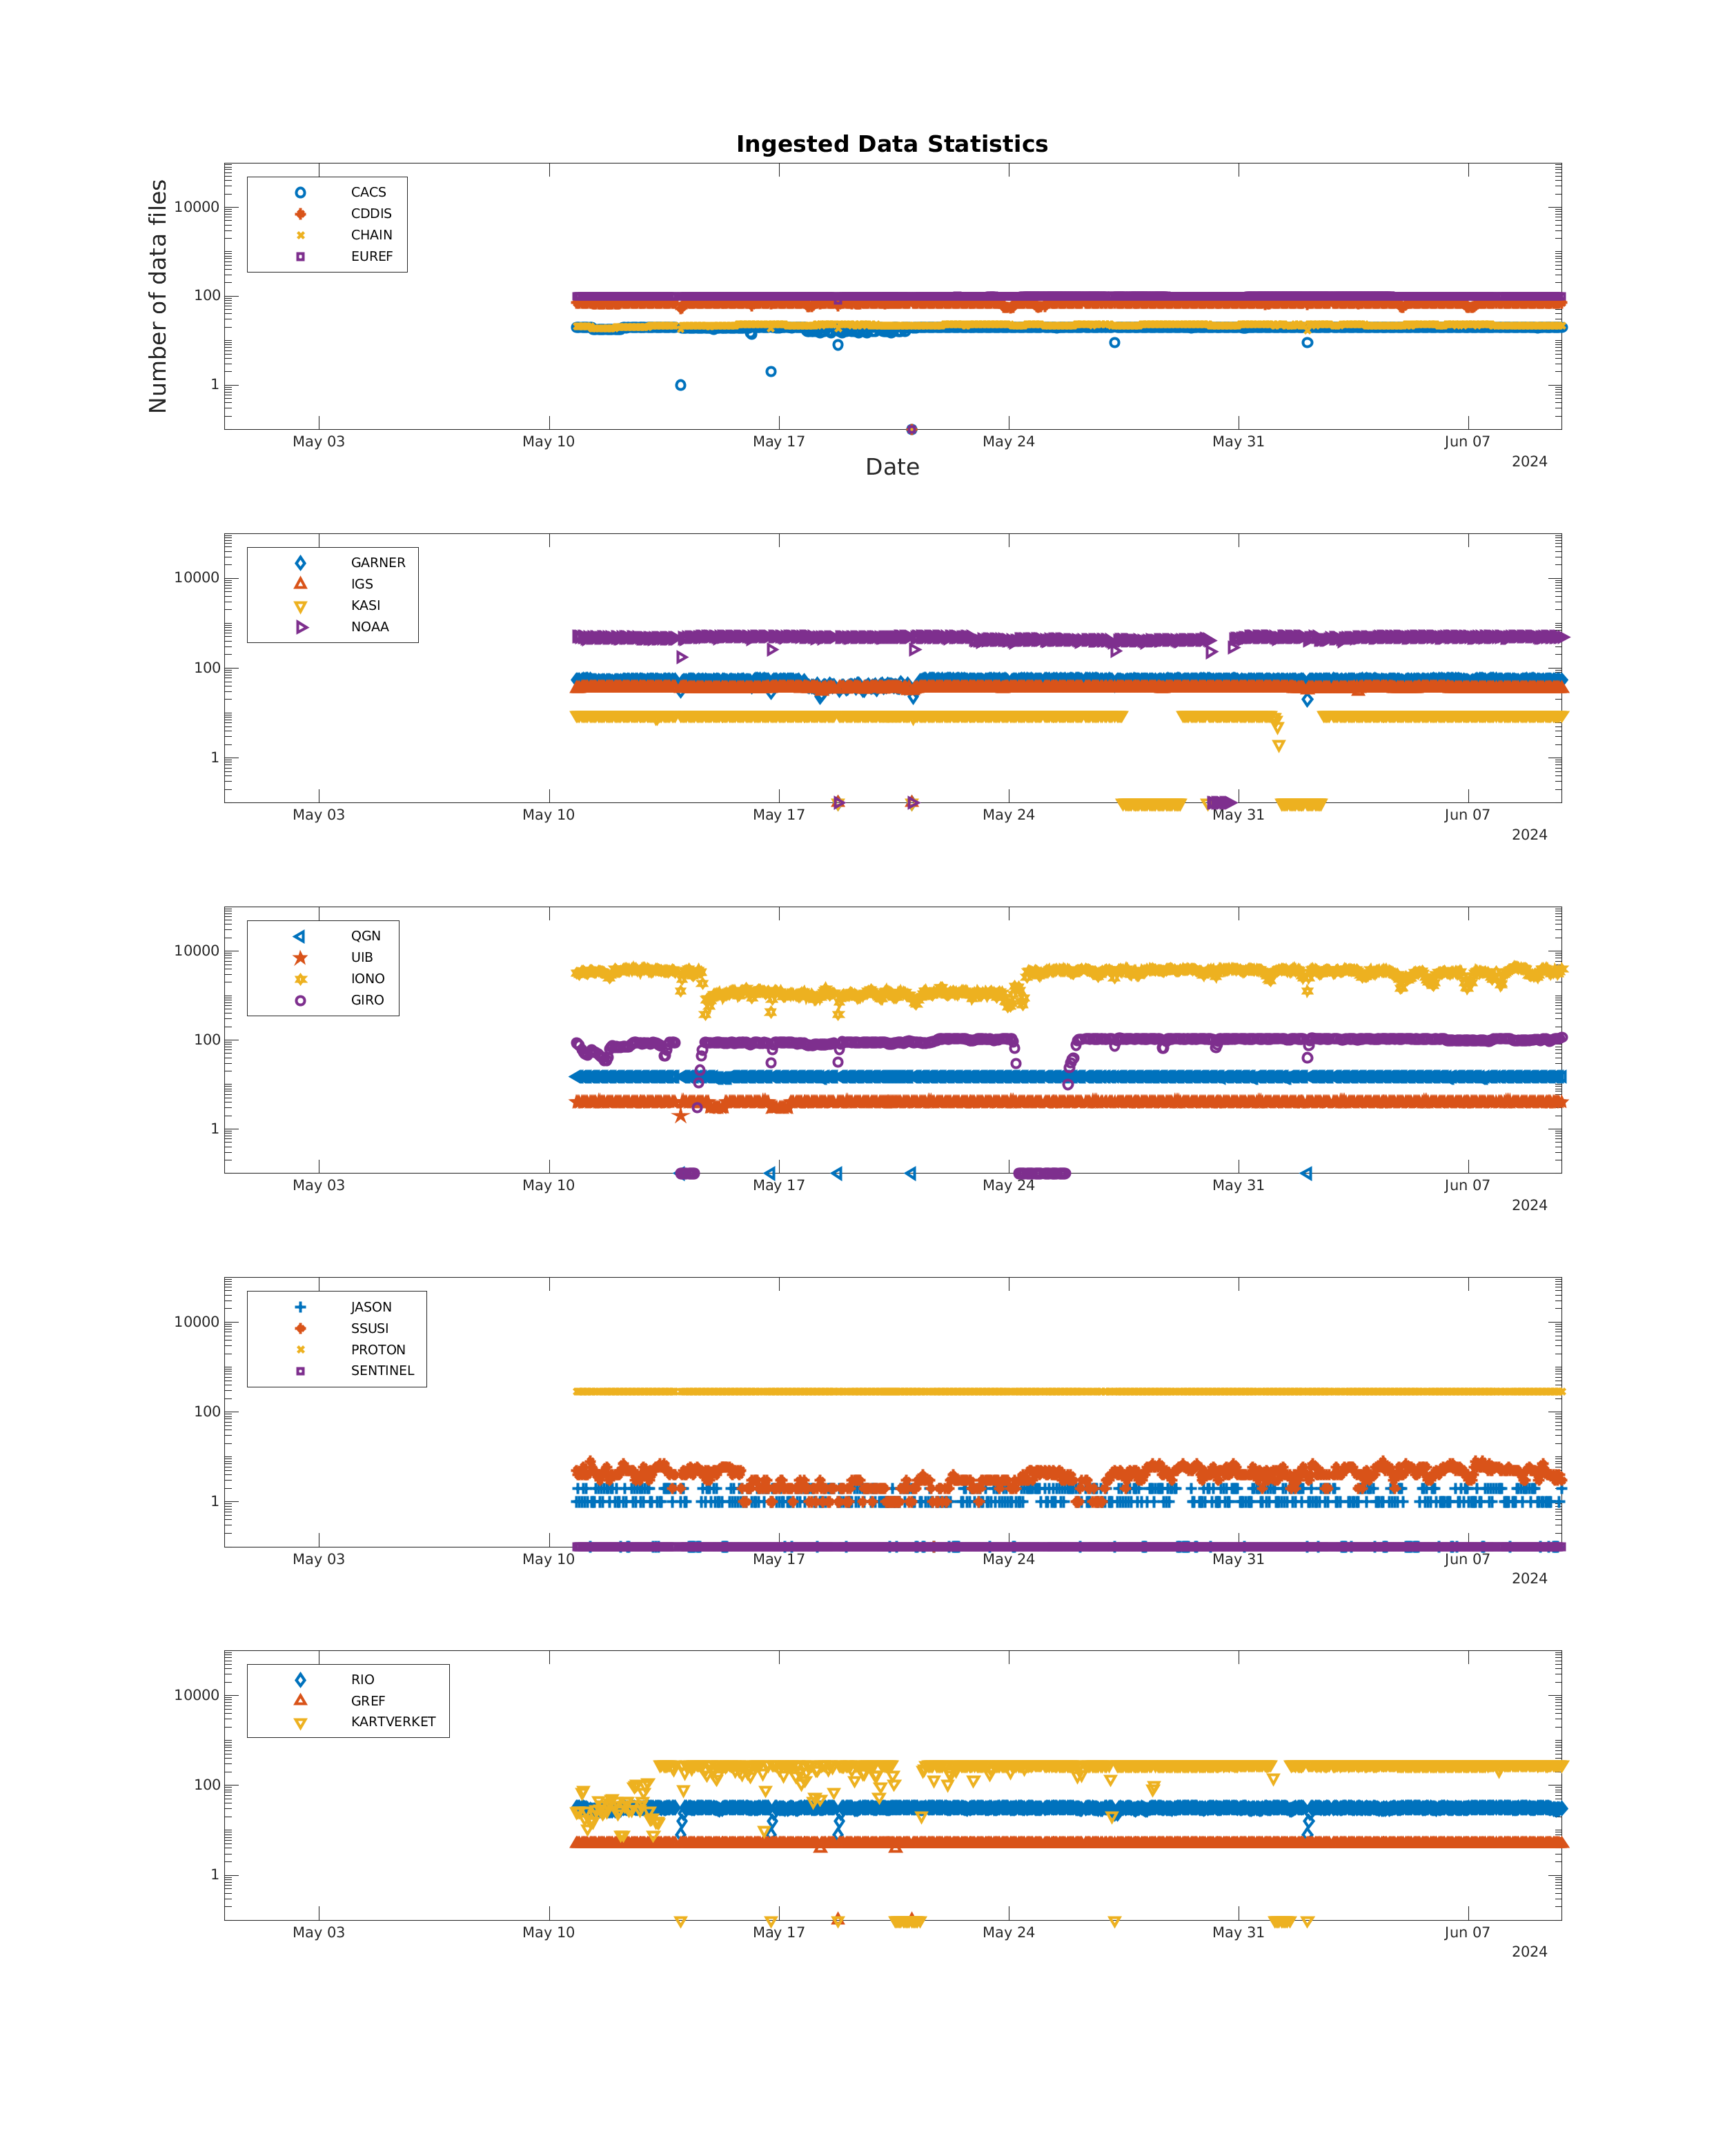 Ingested Data Statistics
Number of data files
10000
100
1
CACS
CDDIS
CHAIN
EUREF
May 03 May 10 May 17 May 24 May 31 Jun 07
2024
Date
10000
100
1
GARNER
IGS
KASI
NOAA
May 03 May 10 May 17 May 24 May 31 Jun 07
2024
10000
100
1
QGN
UIB
IONO
GIRO
May 03 May 10 May 17 May 24 May 31 Jun 07
2024
10000
100
1
JASON
SSUSI
PROTON
SENTINEL
May 03 May 10 May 17 May 24 May 31 Jun 07
2024
10000
100
1
RIO
GREF
KARTVERKET
May 03 May 10 May 17 May 24 May 31 Jun 07
2024